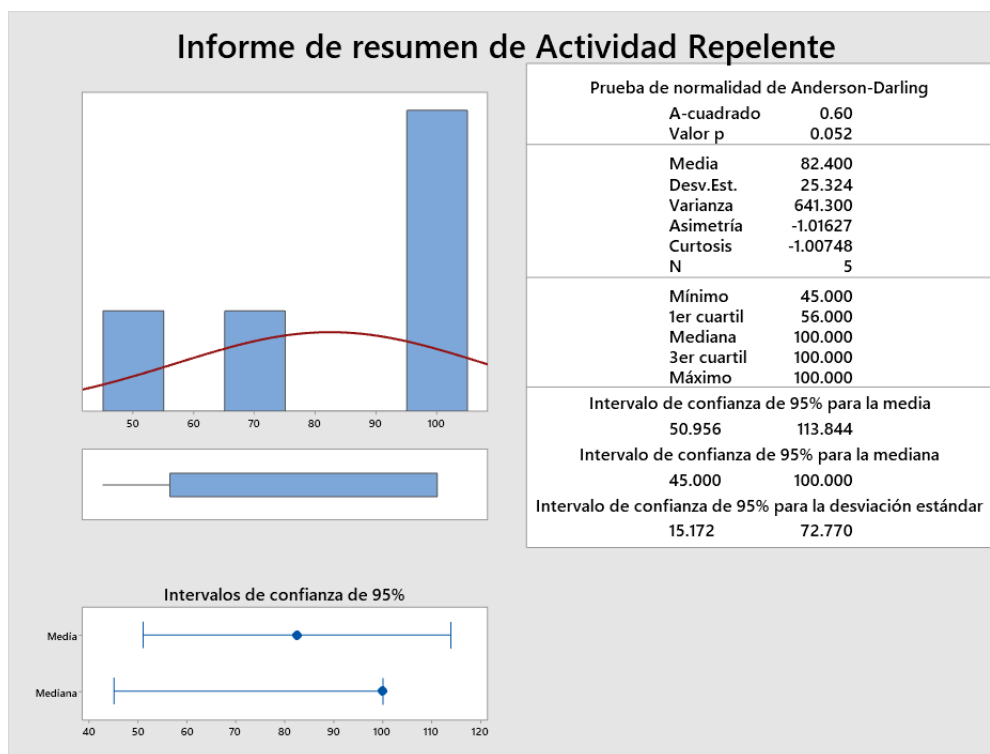 Informe de resumen de Actividad Repelente
Prueba de normalidad de Anderson-Darling
A-cuadrado 0.60
Valor p 0.052
Media 82.400
Desv.Est. 25.324
Varianza 641.300
Asimetría -1.01627
Curtosis -1.00748
N 5
Mínimo 45.000
1er cuartil 56.000
Mediana 100.000
3er cuartil 100.000
Máximo 100.000
Intervalo de confianza de 95% para la media
50.956 113.844
Intervalo de confianza de 95% para la mediana
45.000 100.000
Intervalo de confianza de 95% para la desviación estándar
15.172 72.770
50 60 70 80 90 100
Intervalos de confianza de 95%
Media
Mediana
40 50 60 70 80 90 100 110 120